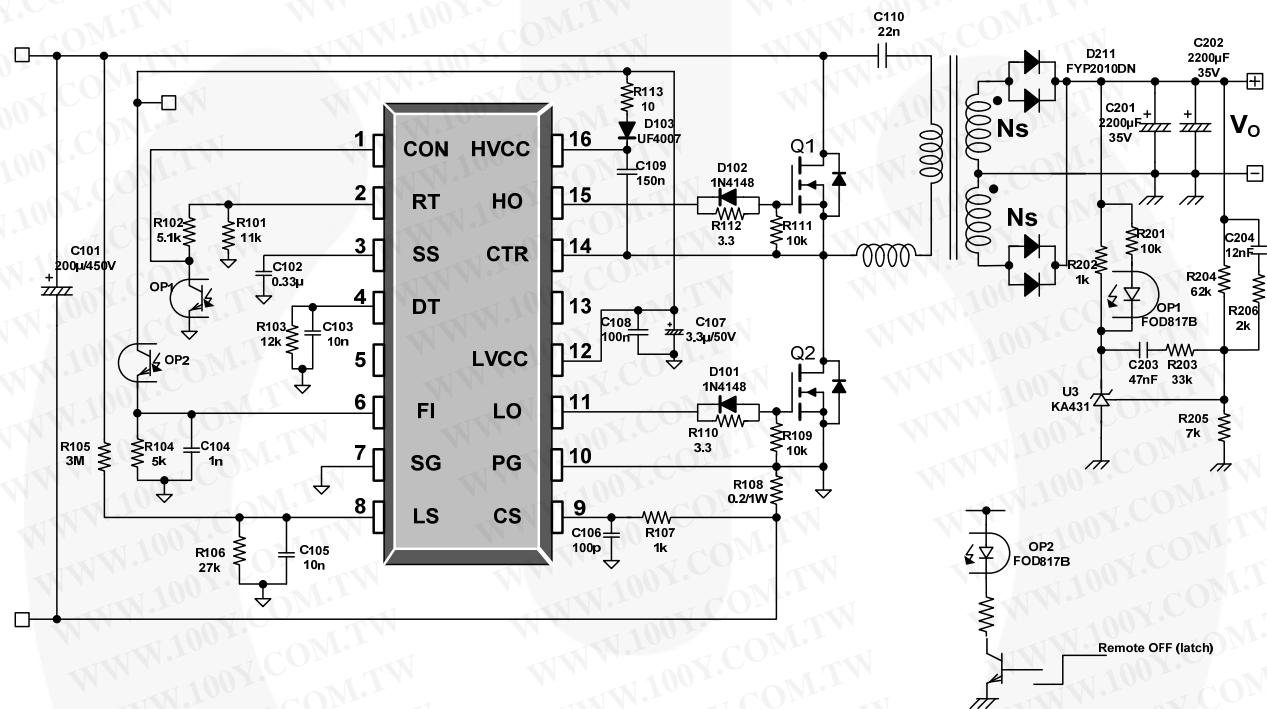 C110
22n
D211
FYP2010DN
C202
2200µF
35V
+
C201
2200µF
35V
+
+
VO
-
Ns
Ns
R113
10
D103
UF4007
C109
150n
1
CON
HVCC
16
2
RT
HO
15
3
SS
CTR
14
4
DT
13
5
LVCC
12
6
FI
LO
11
7
SG
PG
10
8
LS
CS
9
Q1
D102
1N4148
R112
3.3
R111
10k
R102
5.1k
R101
11k
C101
200µ/450V
+
C102
0.33µ
OP1
R103
12k
C103
10n
C108
100n
+
C107
3.3µ/50V
OP2
Q2
D101
1N4148
R110
3.3
R109
10k
R105
3M
R104
5k
C104
1n
R108
0.2/1W
C106
100p
R107
1k
R106
27k
C105
10n
R201
10k
R202
1k
OP1
FOD817B
C204
12nF
R204
62k
R206
2k
C203
47nF
R203
33k
U3
KA431
R205
7k
OP2
FOD817B
Remote OFF (latch)
WWW.100Y.COM.TW